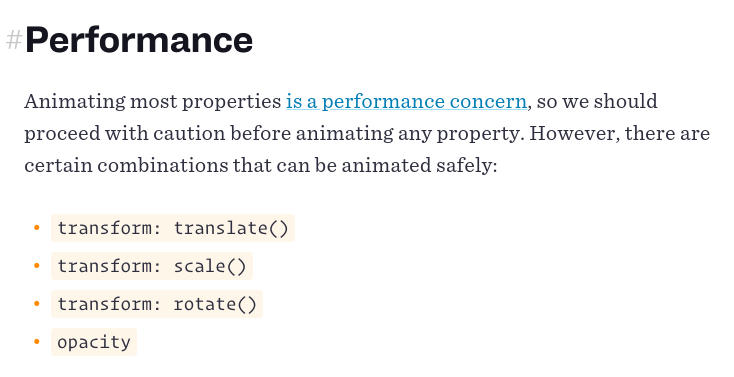 #Performance
Animating most properties is a performance concern, so we should
proceed with caution before animating any property. However, there are
certain combinations that can be animated safely:
• transform: translate()
• transform: scale()
• transform: rotate()
• opacity